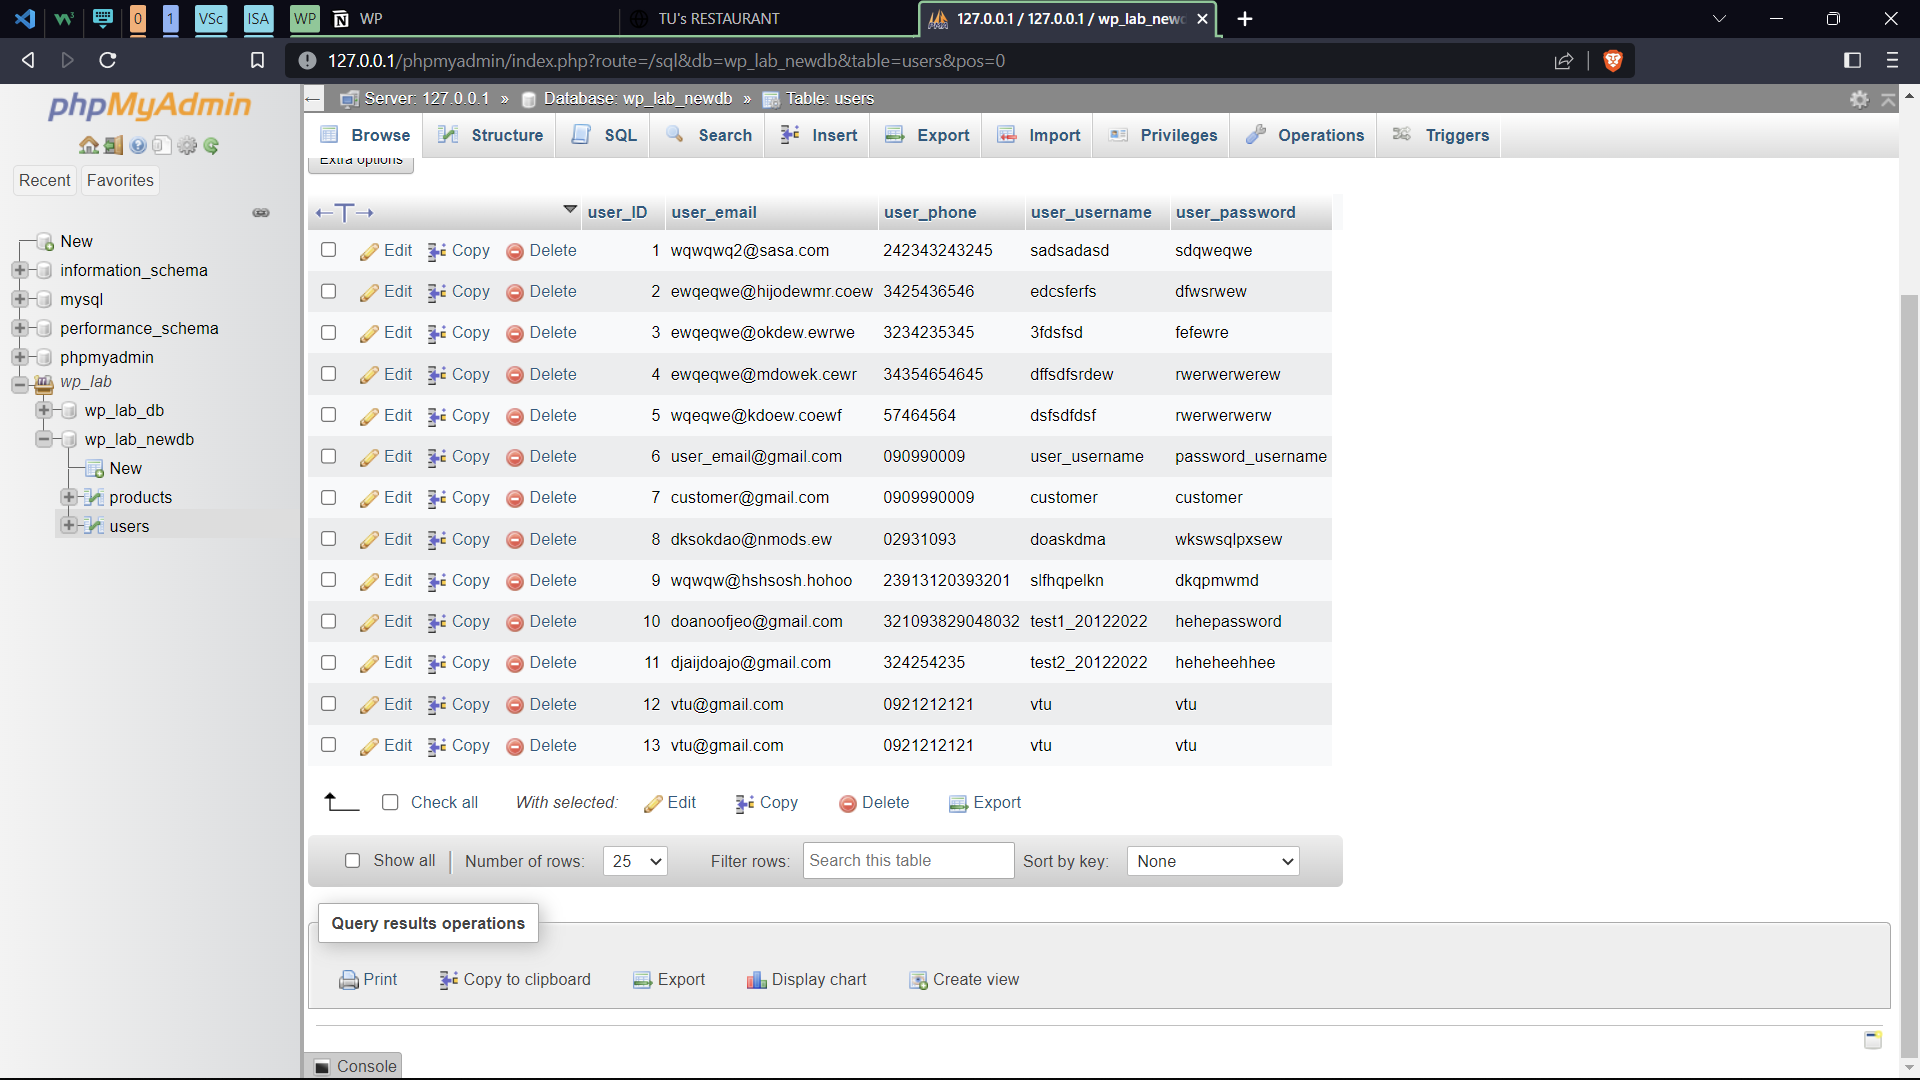 0 1 VSc ISA WP WP TU's RESTAURANT 127.0.0.1 / 127.0.0.1 / wp_lab_newd
127.0.0.1/phpmyadmin/index.php?route=/sql&db=wp_lab_newdb&table=users&pos=0
phpMyAdmin
Recent Favorites
New
information_schema
mysql
performance_schema
phpmyadmin
wp_lab
wp_lab_db
wp_lab_newdb
New
products
users
Server: 127.0.0.1 » Database: wp_lab_newdb » Table: users
Browse Structure SQL Search Insert Export Import Privileges Operations Triggers
Extra options
←T→ user_ID user_email user_phone user_username user_password
Edit Copy Delete 1 wqwqwq2@sasa.com 242343243245 sadsadasd sdqweqwe
Edit Copy Delete 2 ewqeqwe@hijodewmr.coew 3425436546 edcsferfs dfwsrwew
Edit Copy Delete 3 ewqeqwe@okdew.ewrwe 3234235345 3fdsfsd fefewre
Edit Copy Delete 4 ewqeqwe@mdowek.cewr 34354654645 dffsdfsrdew rwerwerwerew
Edit Copy Delete 5 wqeqwe@kdoew.coewf 57464564 dsfsdfdsf rwerwerwerw
Edit Copy Delete 6 user_email@gmail.com 090990009 user_username password_username
Edit Copy Delete 7 customer@gmail.com 0909990009 customer customer
Edit Copy Delete 8 dksokdao@nmods.ew 02931093 doaskdma wkswsqlpxsew
Edit Copy Delete 9 wqwqw@hshsosh.hohoo 23913120393201 slfhqpelkn dkqpmwmd
Edit Copy Delete 10 doanoofjeo@gmail.com 321093829048032 test1_20122022 hehepassword
Edit Copy Delete 11 djaijdoajo@gmail.com 324254235 test2_20122022 heheheehhee
Edit Copy Delete 12 vtu@gmail.com 0921212121 vtu vtu
Edit Copy Delete 13 vtu@gmail.com 0921212121 vtu vtu
Check all With selected: Edit Copy Delete Export
Show all Number of rows: 25 Filter rows: Search this table Sort by key: None
Query results operations
Print Copy to clipboard Export Display chart Create view
Console